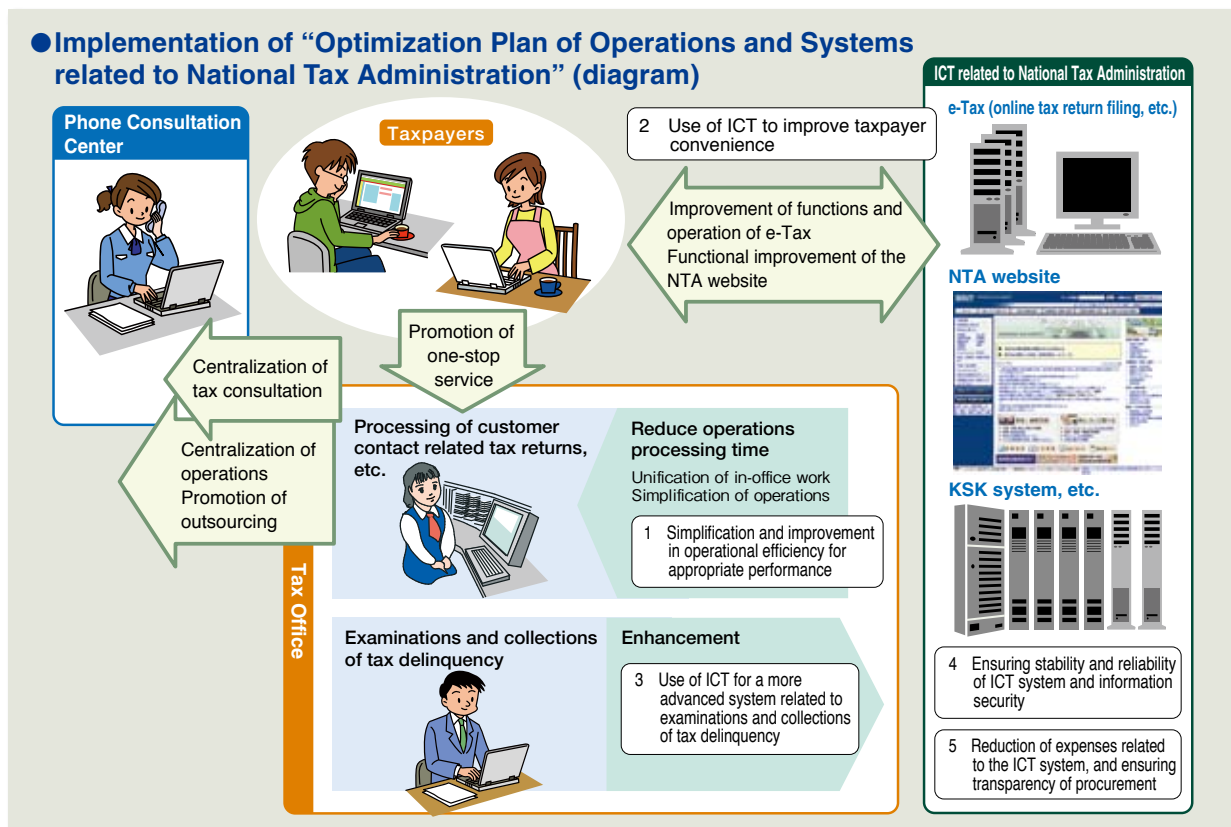 ●Implementation of “Optimization Plan of Operations and Systems
related to National Tax Administration” (diagram)
Phone Consultation
Center
Taxpayers
2 Use of ICT to improve taxpayer
convenience
Improvement of functions and
operation of e-Tax
Functional improvement of the
NTA website
Promotion of
one-stop
service
Centralization of
tax consultation
Centralization of
operations
Promotion of
outsourcing
Tax Office
Processing of customer
contact related tax returns,
etc.
Reduce operations
processing time
Unification of in-office work
Simplification of operations
1 Simplification and improvement
in operational efficiency for
appropriate performance
Examinations and collections
of tax delinquency
Enhancement
3 Use of ICT for a more
advanced system related to
examinations and collections
of tax delinquency
ICT related to National Tax Administration
e-Tax (online tax return filing, etc.)
NTA website
KSK system, etc.
4 Ensuring stability and reliability
of ICT system and information
security
5 Reduction of expenses related
to the ICT system, and ensuring
transparency of procurement